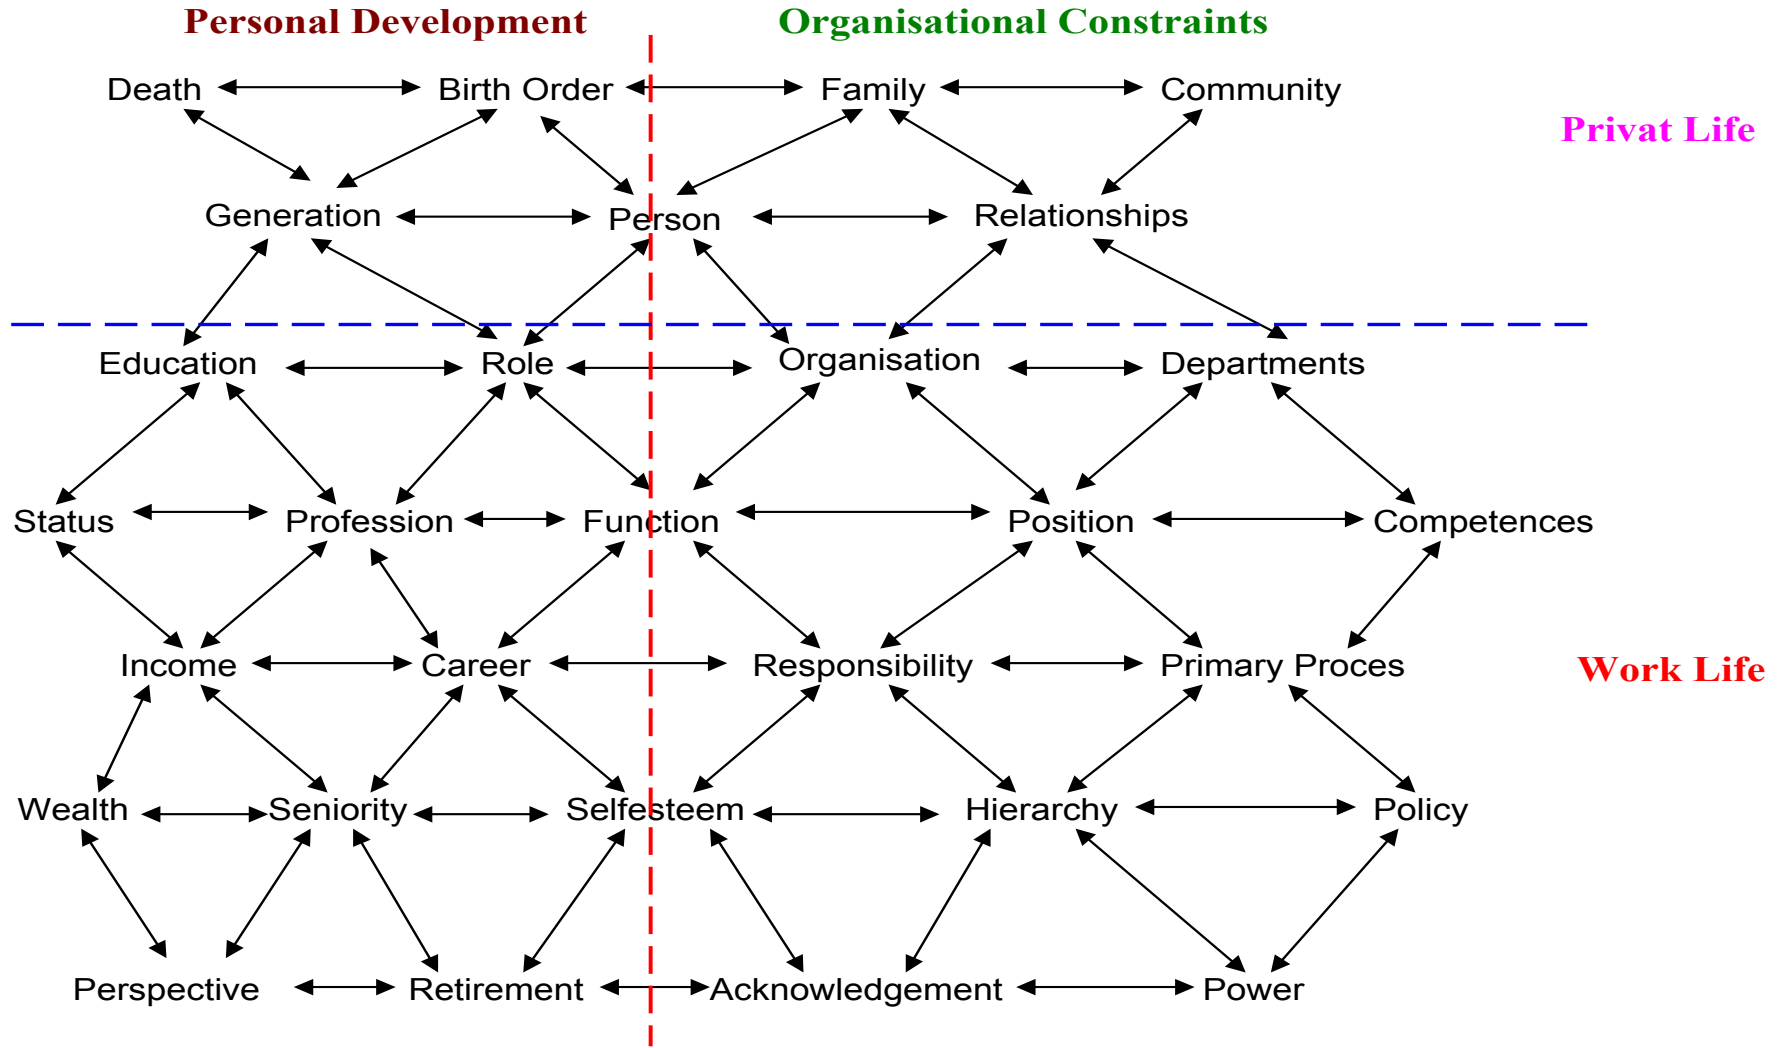 Personal Development Organisational Constraints
Death Birth Order Family Community
Privat Life
Generation Person Relationships
Education Role Organisation Departments
Status Profession Function Position Competences
Income Career Responsibility Primary Proces
Work Life
Wealth Seniority Selfesteem Hierarchy Policy
Perspective Retirement Acknowledgement Power